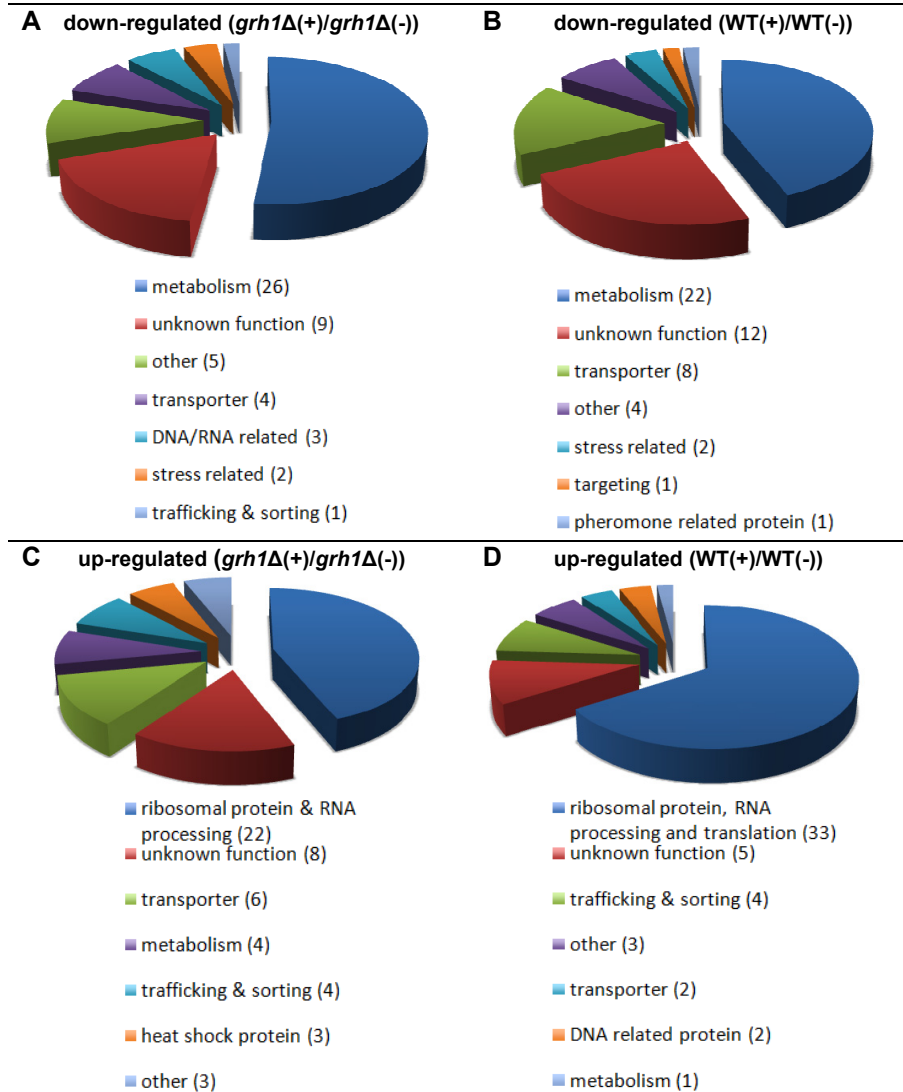 A down-regulated (grh1Δ(+)/grh1Δ(-))
metabolism (26)
unknown function (9)
other (5)
transporter (4)
DNA/RNA related (3)
stress related (2)
trafficking & sorting (1)
B down-regulated (WT(+)/WT(-))
metabolism (22)
unknown function (12)
transporter (8)
other (4)
stress related (2)
targeting (1)
pheromone related protein (1)
C up-regulated (grh1Δ(+)/grh1Δ(-))
ribosomal protein & RNA
processing (22)
unknown function (8)
transporter (6)
metabolism (4)
trafficking & sorting (4)
heat shock protein (3)
other (3)
D up-regulated (WT(+)/WT(-))
ribosomal protein, RNA
processing and translation (33)
unknown function (5)
trafficking & sorting (4)
other (3)
transporter (2)
DNA related protein (2)
metabolism (1)